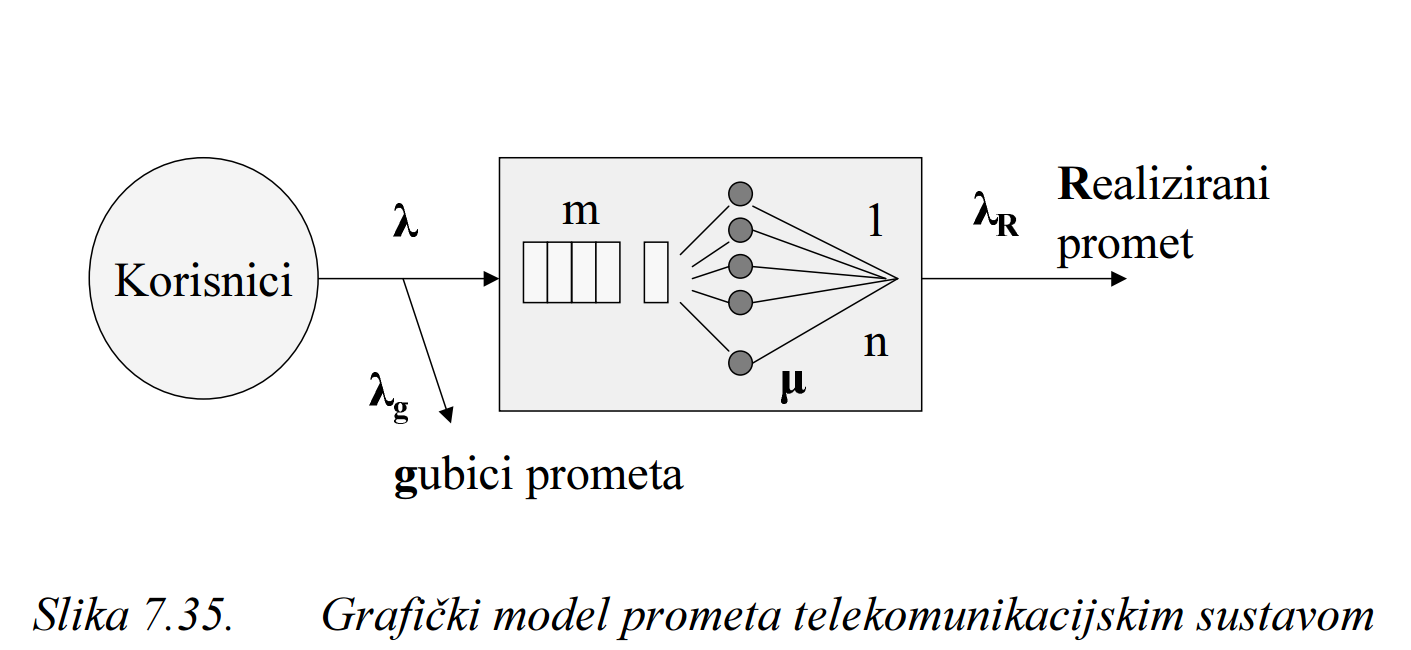 Korisnici
λ
λg
gubici prometa
m
1
n
μ
λR
Realizirani
promet
Slika 7.35. Grafički model prometa telekomunikacijskim sustavom